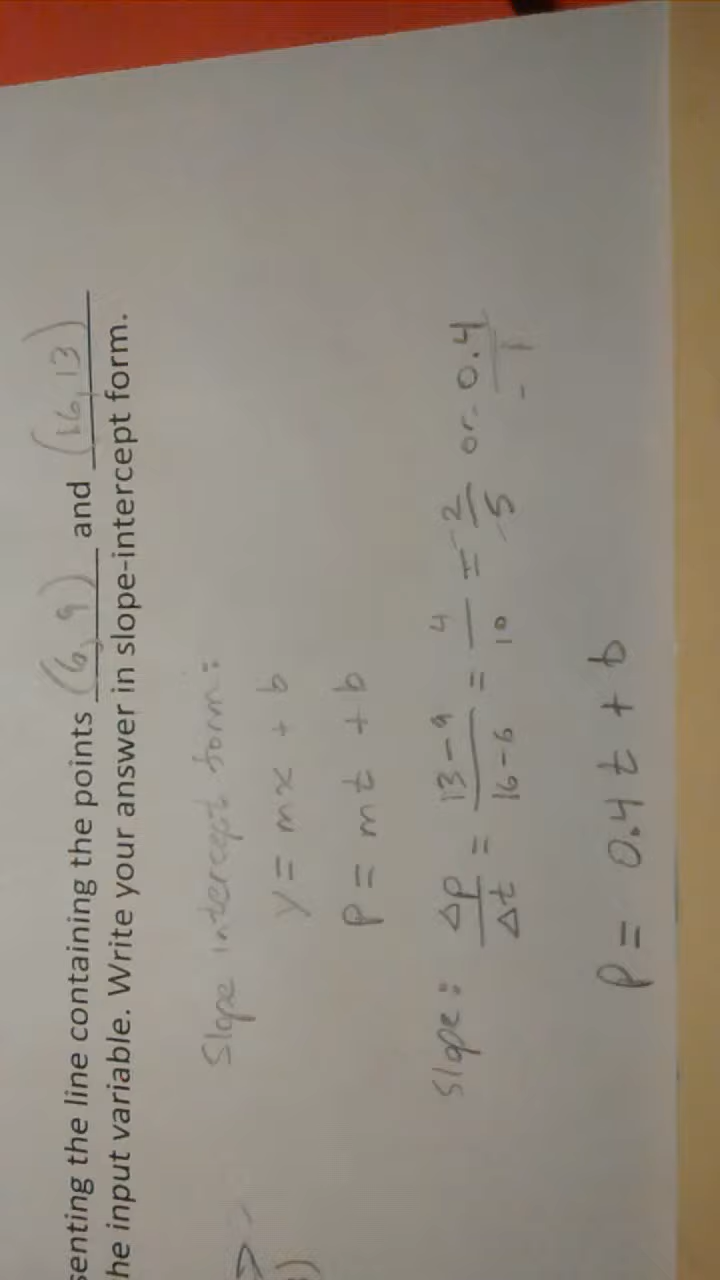 senting the line containing the points (6, 9) and (16, 13)
he input variable. Write your answer in slope-intercept form.
Slope intercept form:
y = mx + b
P = mt + b
Slope: ΔP/Δt = 13-9/16-6 = 4/10 = 2/5 or 0.4/1
P = 0.4t + b